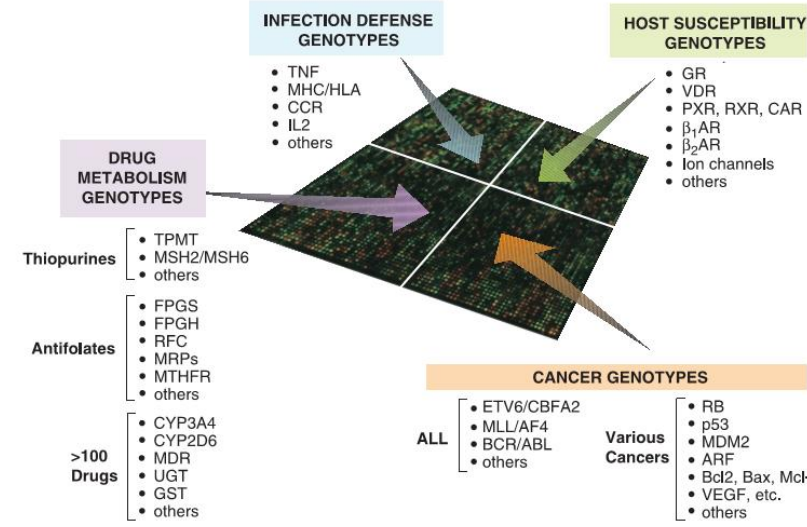 INFECTION DEFENSE
GENOTYPES
• TNF
• MHC/HLA
• CCR
• IL2
• others
HOST SUSCEPTIBILITY
GENOTYPES
• GR
• VDR
• PXR, RXR, CAR
• β₁AR
• β₂AR
• Ion channels
• others
DRUG
METABOLISM
GENOTYPES
Thiopurines
• TPMT
• MSH2/MSH6
• others
Antifolates
• FPGS
• FPGH
• RFC
• MRPs
• MTHFR
• others
>100
Drugs
• CYP3A4
• CYP2D6
• MDR
• UGT
• GST
• others
CANCER GENOTYPES
ALL
• ETV6/CBFA2
• MLL/AF4
• BCR/ABL
• others
Various
Cancers
• RB
• p53
• MDM2
• ARF
• Bcl2, Bax, Mcl-
• VEGF, etc.
• others